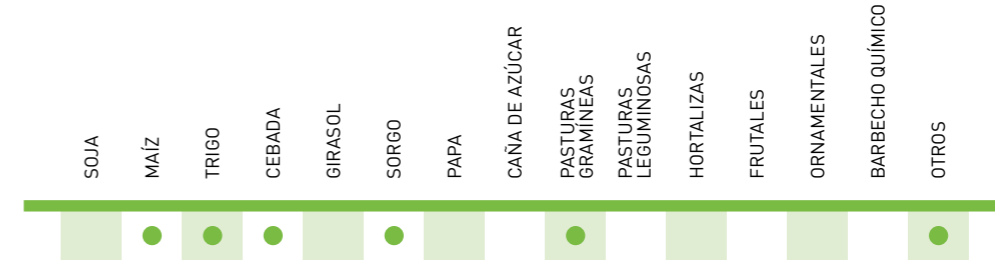 SOJA
MAÍZ
TRIGO
CEBADA
GIRASOL
SORGO
PAPA
CAÑA DE AZÚCAR
PASTURAS
GRAMÍNEAS
PASTURAS
LEGUMINOSAS
HORTALIZAS
FRUTALES
ORNAMENTALES
BARBECHO QUÍMICO
OTROS